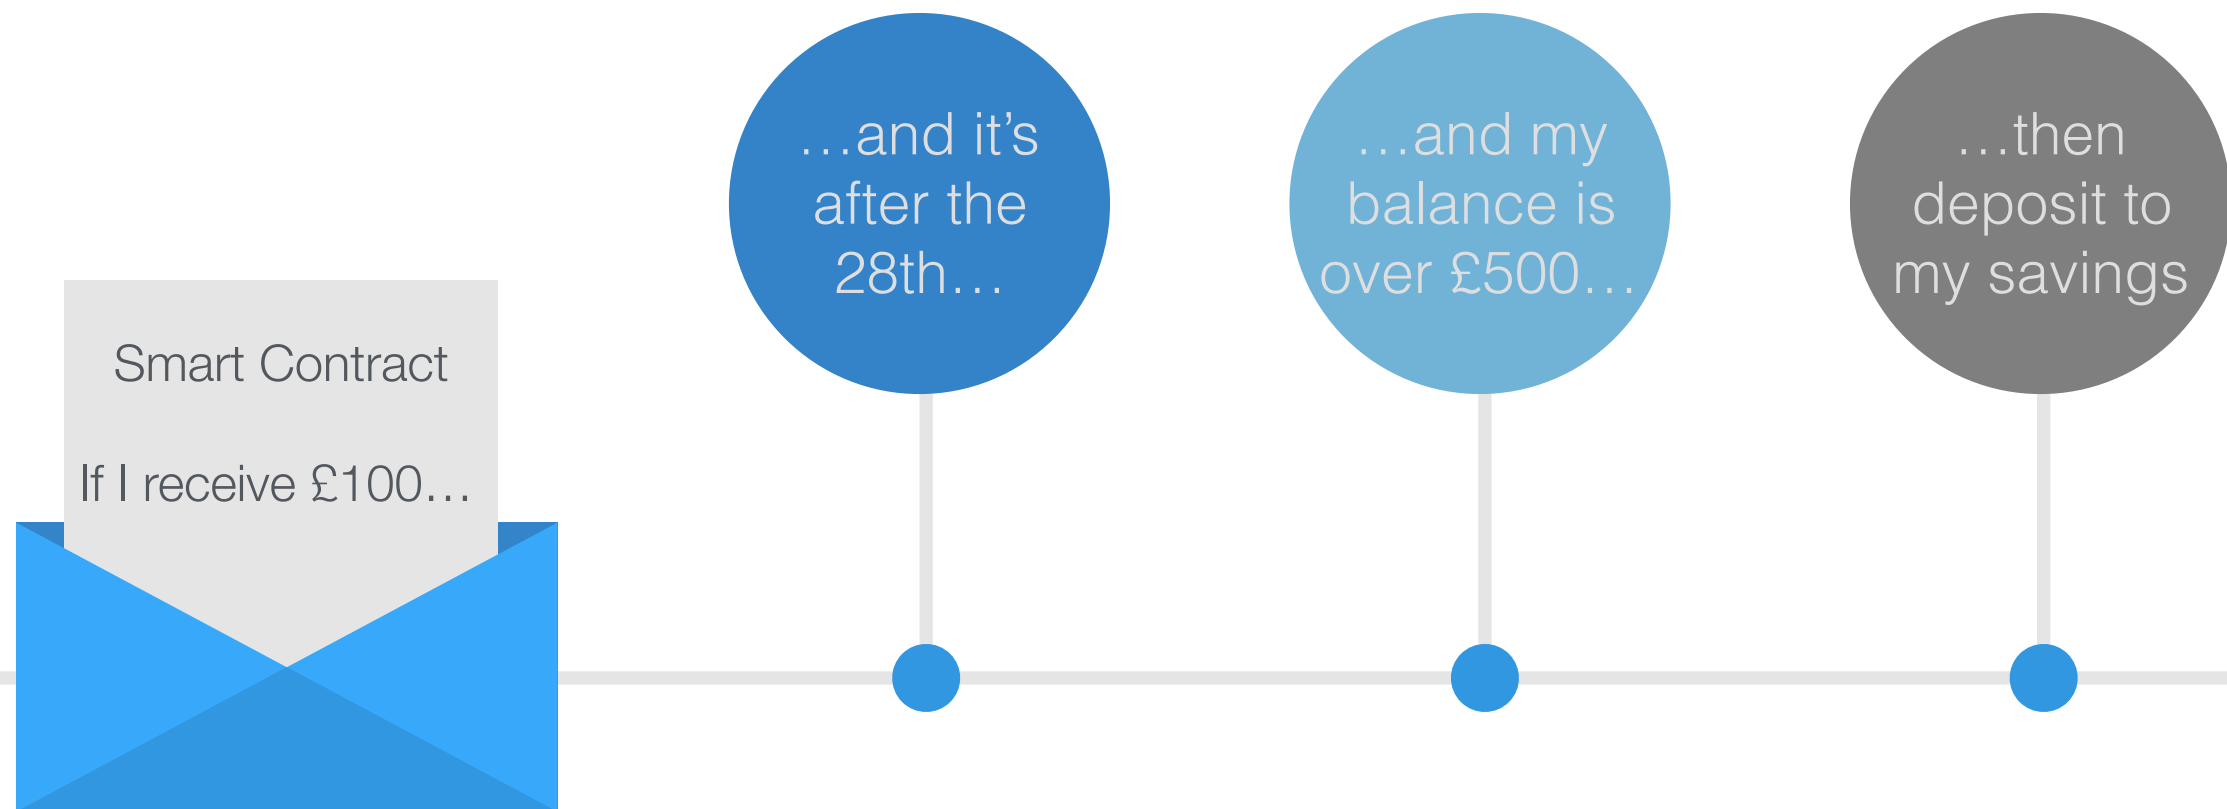 Smart Contract
If I receive £100…
…and it’s
after the
28th…
…and my
balance is
over £500…
…then
deposit to
my savings